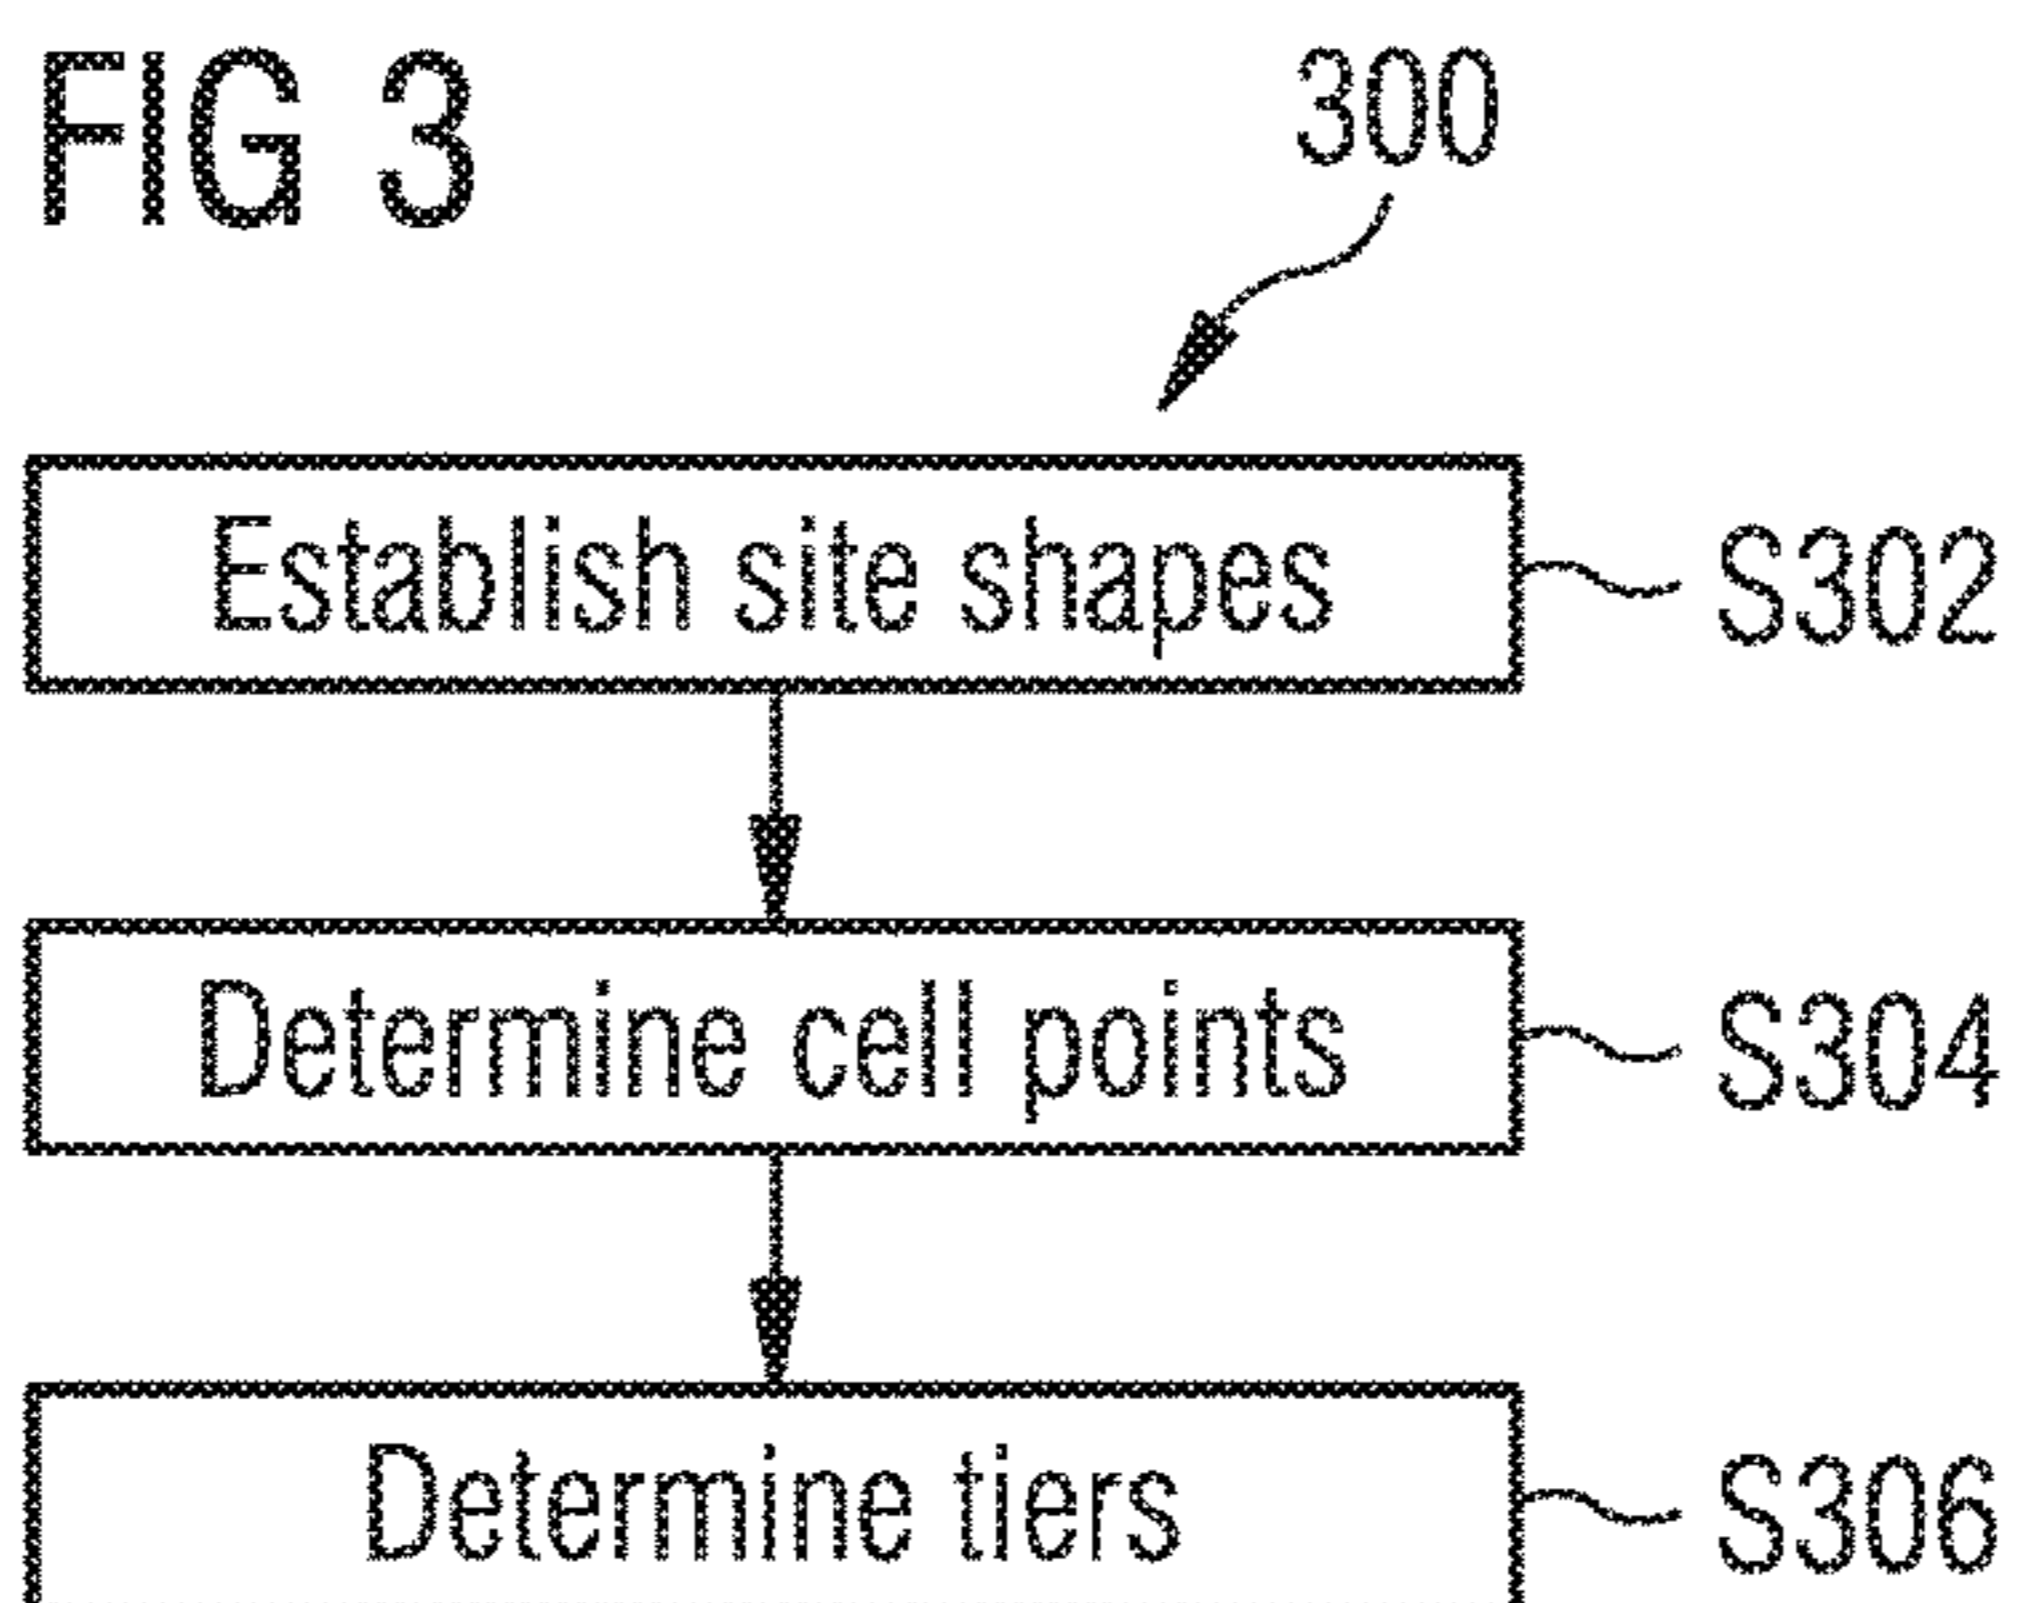 FIG 3
300
Establish site shapes
S302
Determine cell points
S304
Determine tiers
S306